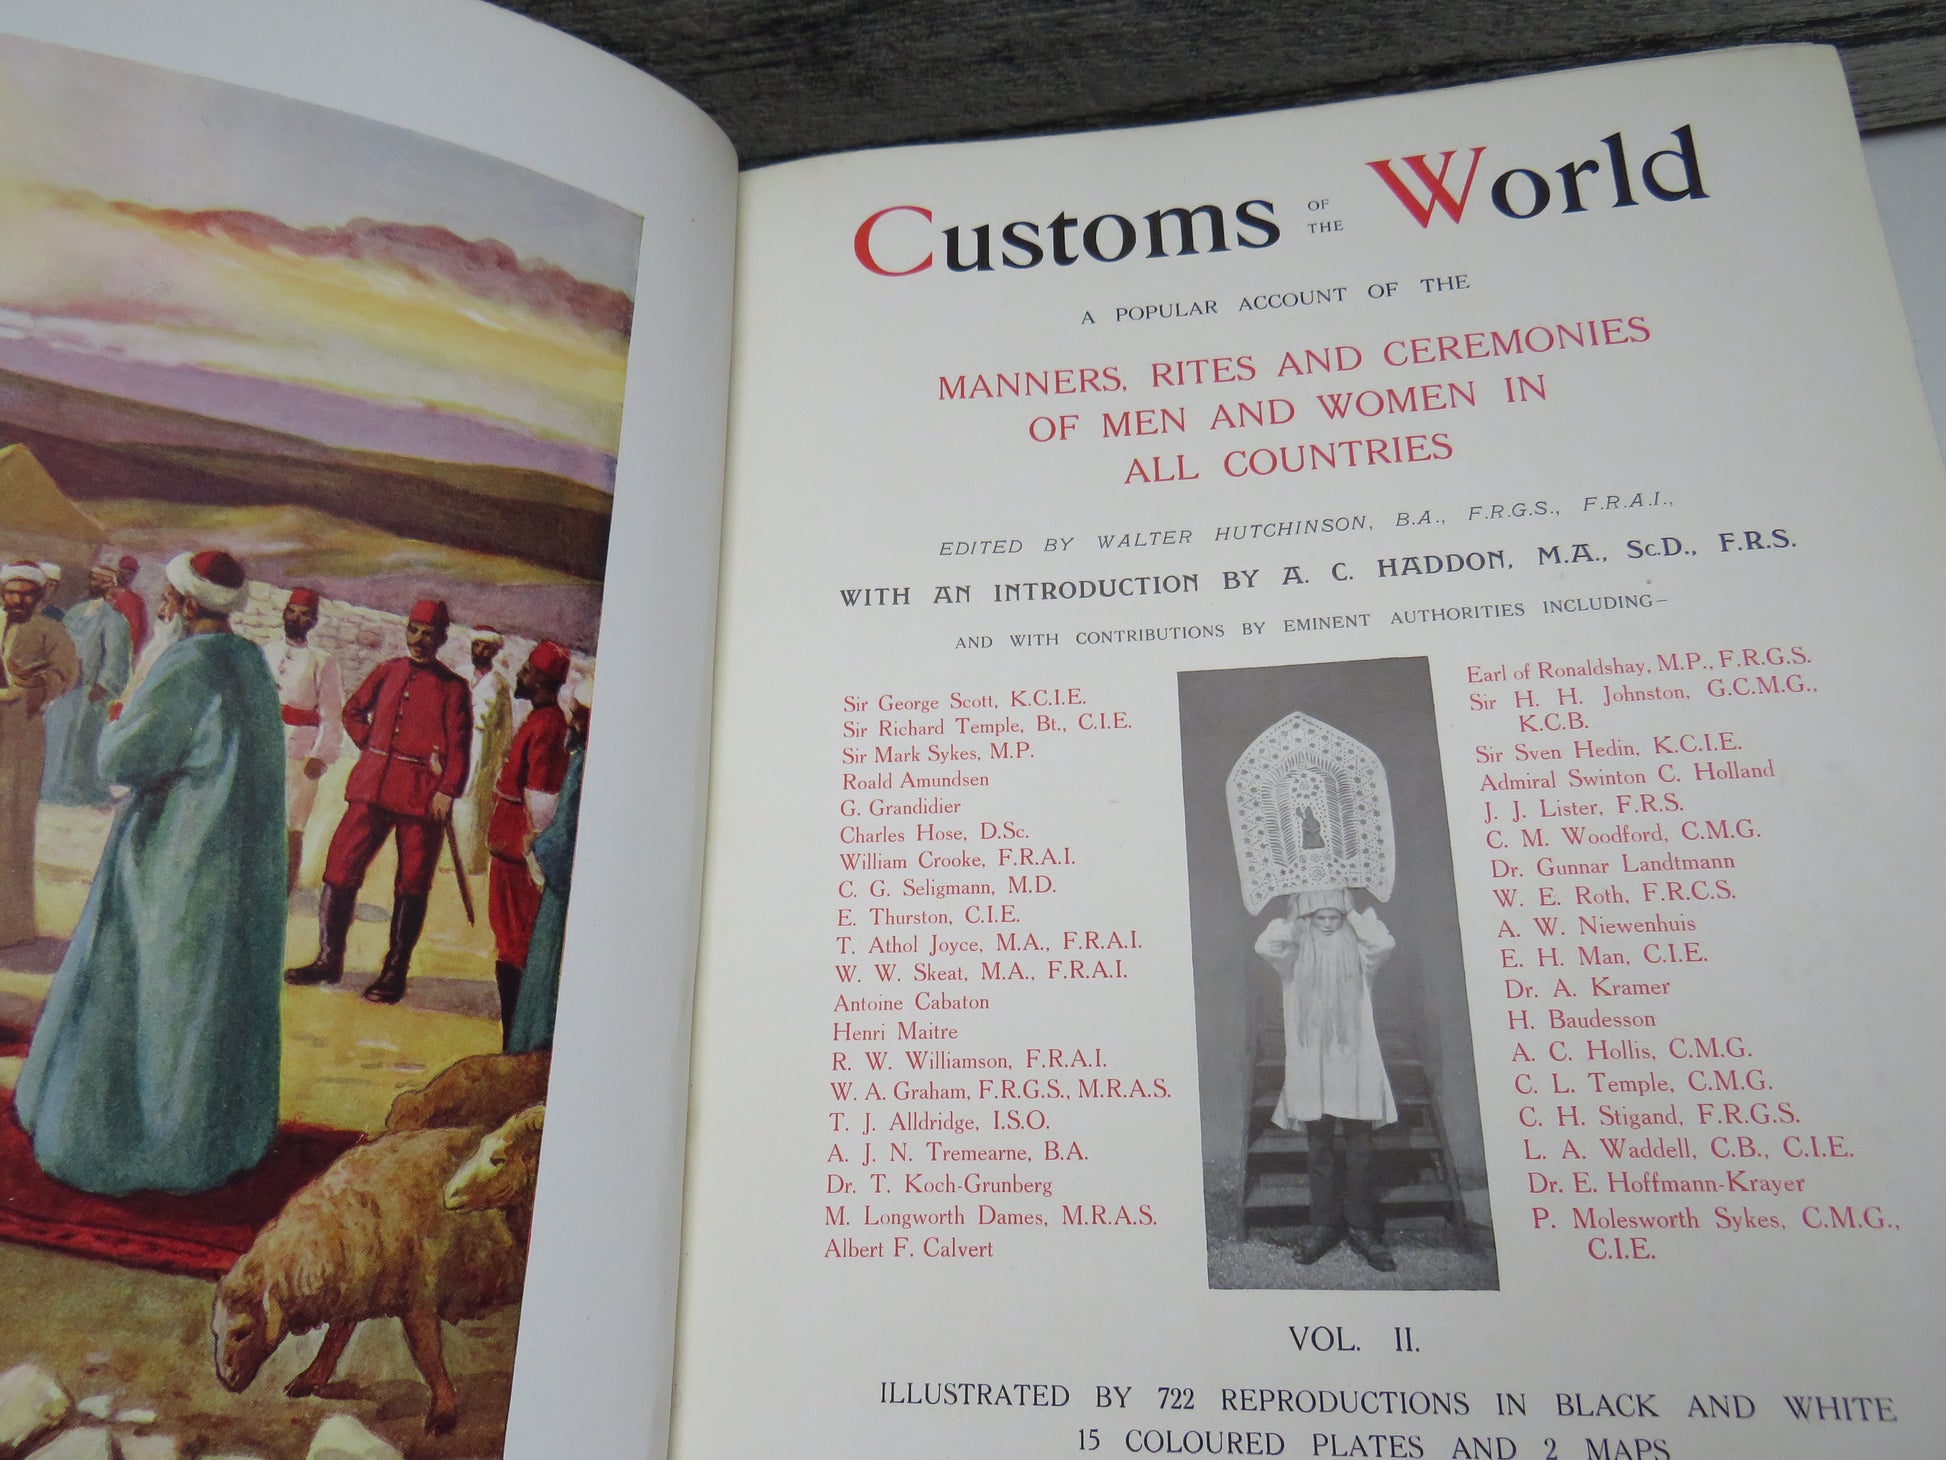 Customs OF THE World
A POPULAR ACCOUNT OF THE
MANNERS, RITES AND CEREMONIES
OF MEN AND WOMEN IN
ALL COUNTRIES
EDITED BY WALTER HUTCHINSON, B.A., F.R.G.S., F.R.A.I.,
WITH AN INTRODUCTION BY A. C. HADDON, M.A., Sc.D., F.R.S.
AND WITH CONTRIBUTIONS BY EMINENT AUTHORITIES INCLUDING—
Sir George Scott, K.C.I.E.
Sir Richard Temple, Bt., C.I.E.
Sir Mark Sykes, M.P.
Roald Amundsen
G. Grandidier
Charles Hose, D.Sc.
William Crooke, F.R.A.I.
C. G. Seligmann, M.D.
E. Thurston, C.I.E.
T. Athol Joyce, M.A., F.R.A.I.
W. W. Skeat, M.A., F.R.A.I.
Antoine Cabaton
Henri Maitre
R. W. Williamson, F.R.A.I.
W. A. Graham, F.R.G.S., M.R.A.S.
T. J. Alldridge, I.S.O.
A. J. N. Tremearne, B.A.
Dr. T. Koch-Grunberg
M. Longworth Dames, M.R.A.S.
Albert F. Calvert
Earl of Ronaldshay, M.P., F.R.G.S.
Sir H. H. Johnston, G.C.M.G.,
K.C.B.
Sir Sven Hedin, K.C.I.E.
Admiral Swinton C. Holland
J. J. Lister, F.R.S.
C. M. Woodford, C.M.G.
Dr. Gunnar Landtmann
W. E. Roth, F.R.C.S.
A. W. Niewenhuis
E. H. Man, C.I.E.
Dr. A. Kramer
H. Baudesson
A. C. Hollis, C.M.G.
C. L. Temple, C.M.G.
C. H. Stigand, F.R.G.S.
L. A. Waddell, C.B., C.I.E.
Dr. E. Hoffmann-Krayer
P. Molesworth Sykes, C.M.G.,
C.I.E.
VOL. II.
ILLUSTRATED BY 722 REPRODUCTIONS IN BLACK AND WHITE
15 COLOURED PLATES AND 2 MAPS